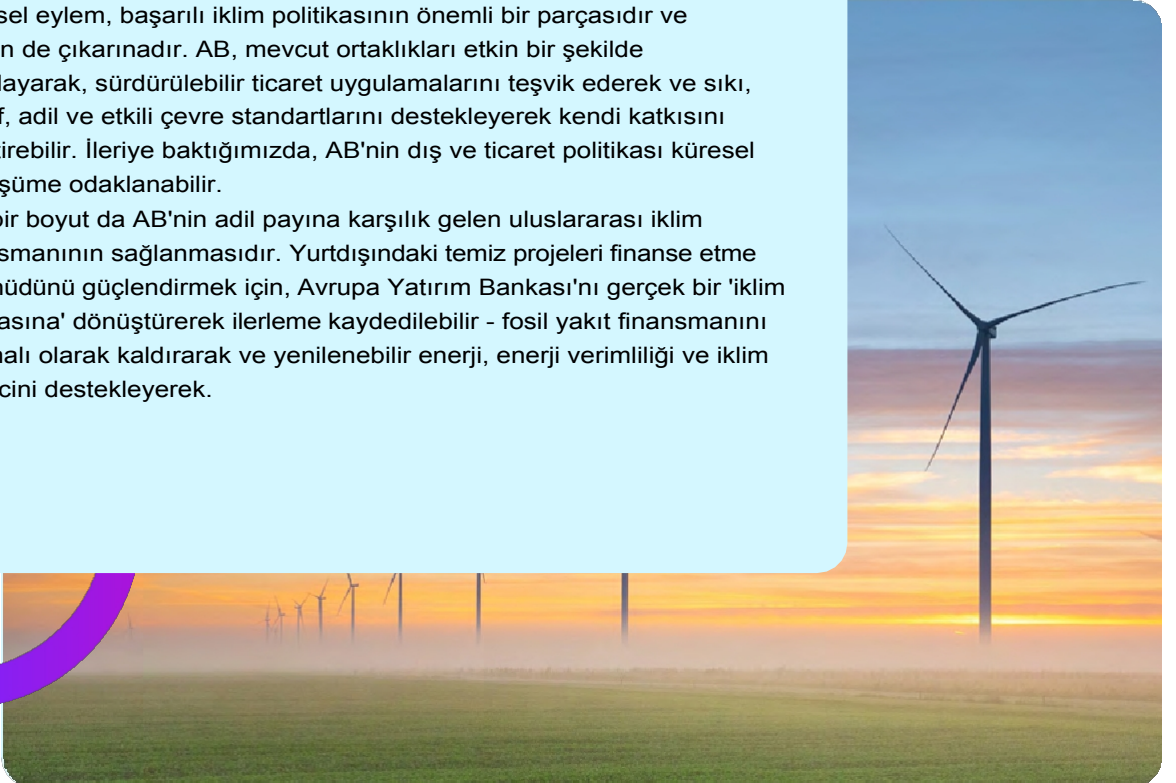 sel eylem, başarılı iklim politikasının önemli bir parçasıdır ve
n de çıkarınadır. AB, mevcut ortaklıkları etkin bir şekilde
layarak, sürdürülebilir ticaret uygulamalarını teşvik ederek ve sıkı,
f, adil ve etkili çevre standartlarını destekleyerek kendi katkısını
tirebilir. İleriye baktığımızda, AB'nin dış ve ticaret politikası küresel
şüme odaklanabilir.
bir boyut da AB'nin adil payına karşılık gelen uluslararası iklim
smanının sağlanmasıdır. Yurtdışındaki temiz projeleri finanse etme
hüdünü güçlendirmek için, Avrupa Yatırım Bankası'nı gerçek bir 'iklim
asına' dönüştürerek ilerleme kaydedilebilir - fosil yakıt finansmanını
malı olarak kaldırarak ve yenilenebilir enerji, enerji verimliliği ve iklim
cini destekleyerek.